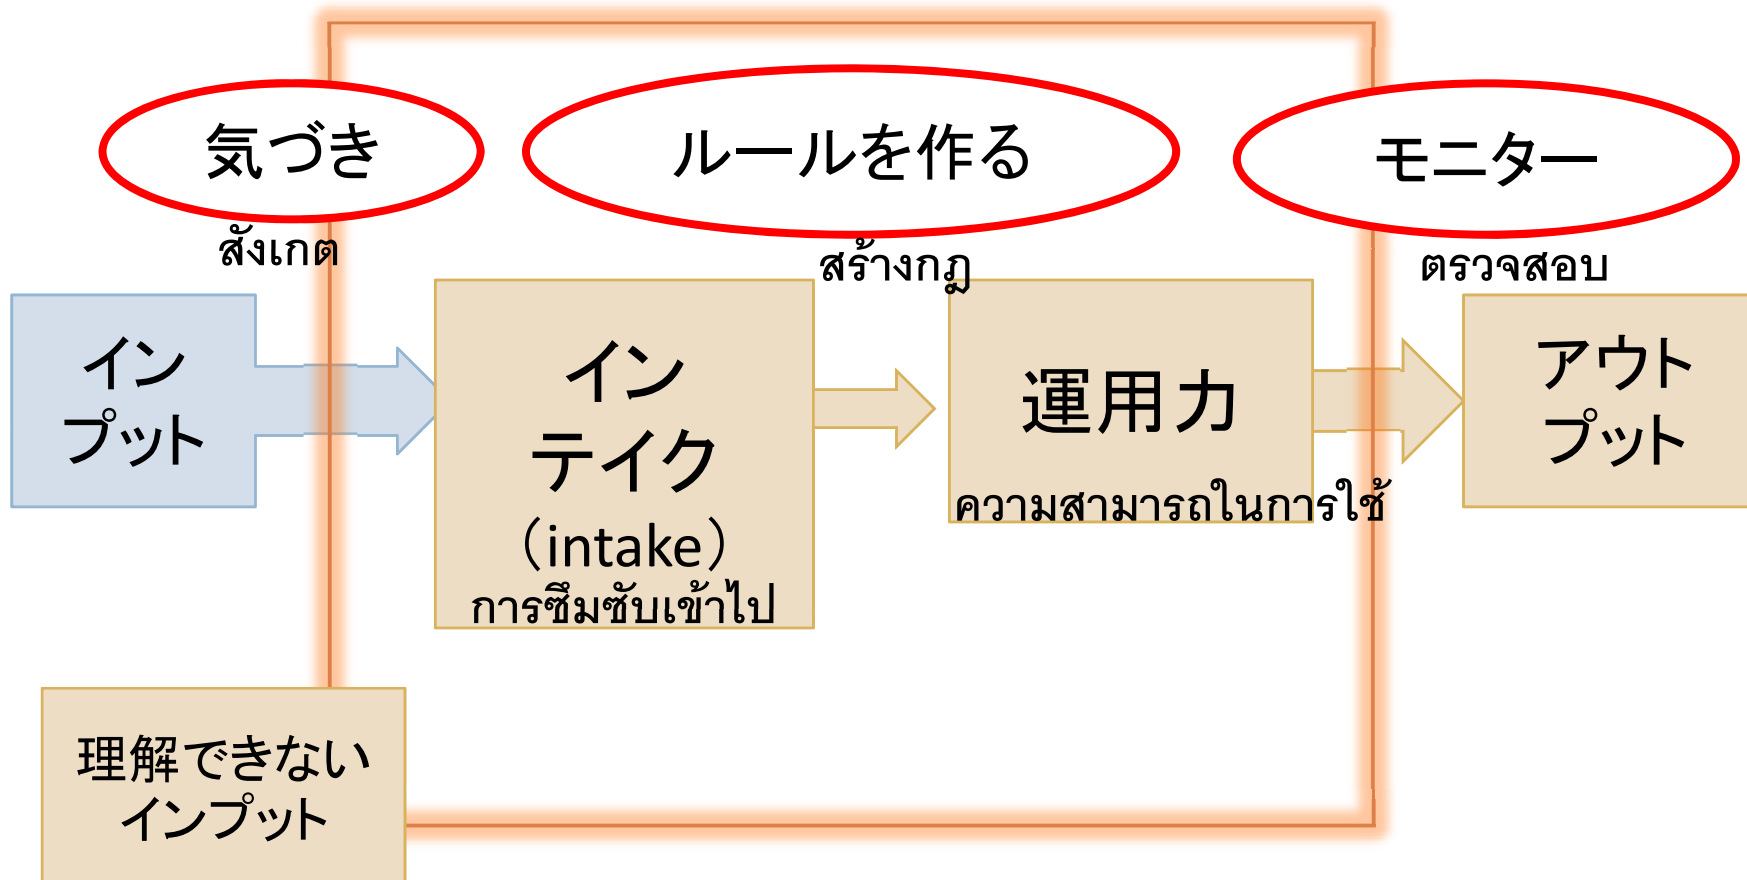 気づき
ルールを作る
モニター
สังเกต
สร้างกฎ
ตรวจสอบ
イン
プット
イン
テイク
（intake）
การซึมซับเข้าไป
運用力
ความสามารถในการใช้
アウト
プット
理解できない
インプット